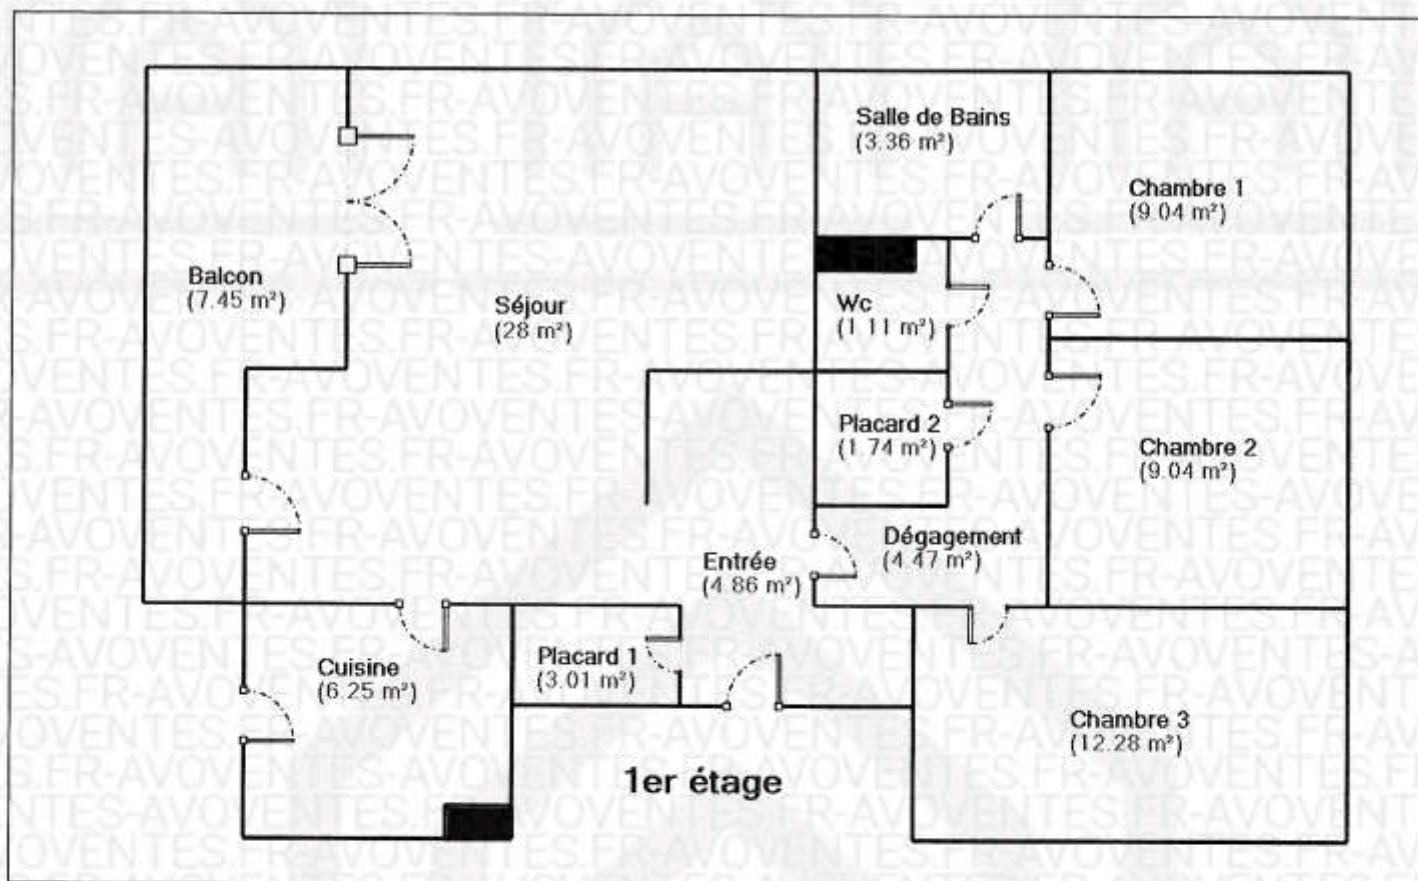 Salle de Bains
(3.36 m²)
Chambre 1
(9.04 m²)
Balcon
(7.45 m²)
Séjour
(28 m²)
Wc
(1.11 m²)
Placard 2
(1.74 m²)
Chambre 2
(9.04 m²)
Dégagement
(4.47 m²)
Entrée
(4.86 m²)
Cuisine
(6.25 m²)
Placard 1
(3.01 m²)
Chambre 3
(12.28 m²)
1er étage
AVOVENTES.FR